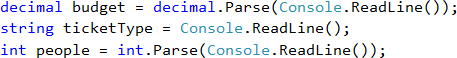 decimal budget = decimal.Parse(Console.ReadLine());
string ticketType = Console.ReadLine();
int people = int.Parse(Console.ReadLine());